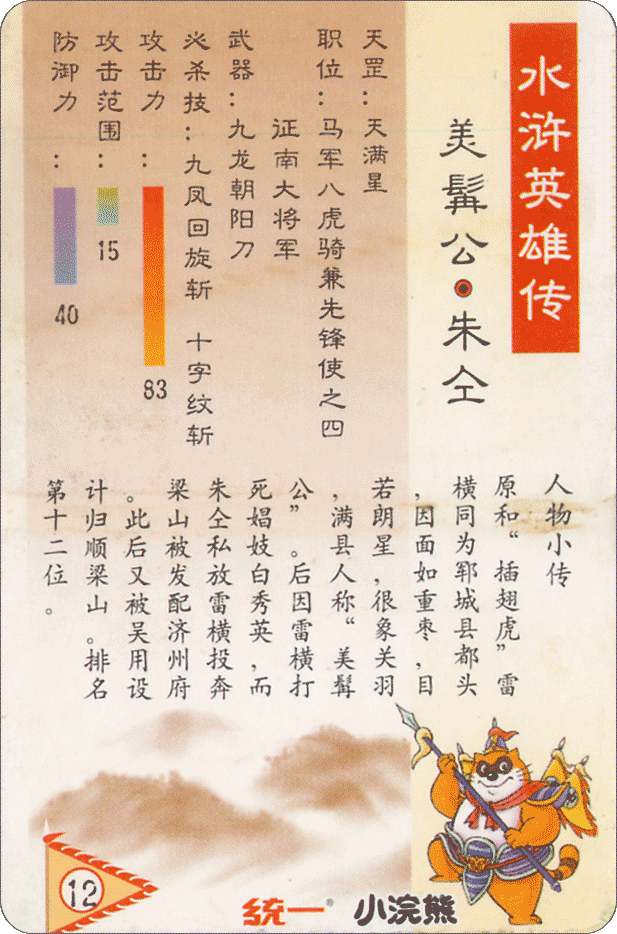 水浒英雄传
美髯公·朱仝
天罡：天满星
职位：马军八虎骑兼先锋使之四
征南大将军
武器：九龙朝阳刀
必杀技：九凤回旋斩 十字纹斩
攻击力：
83
攻击范围：
15
防御力：
40
人物小传
原和“插翅虎”雷
横同为郓城县都头
，因面如重枣，目
若朗星，很象关羽
，满县人称“美髯
公”。后因雷横打
死娼妓白秀英，而
朱仝私放雷横投奔
梁山被发配济州府
。此后又被吴用设
计归顺梁山。排名
第十二位。
12
统一® 小浣熊